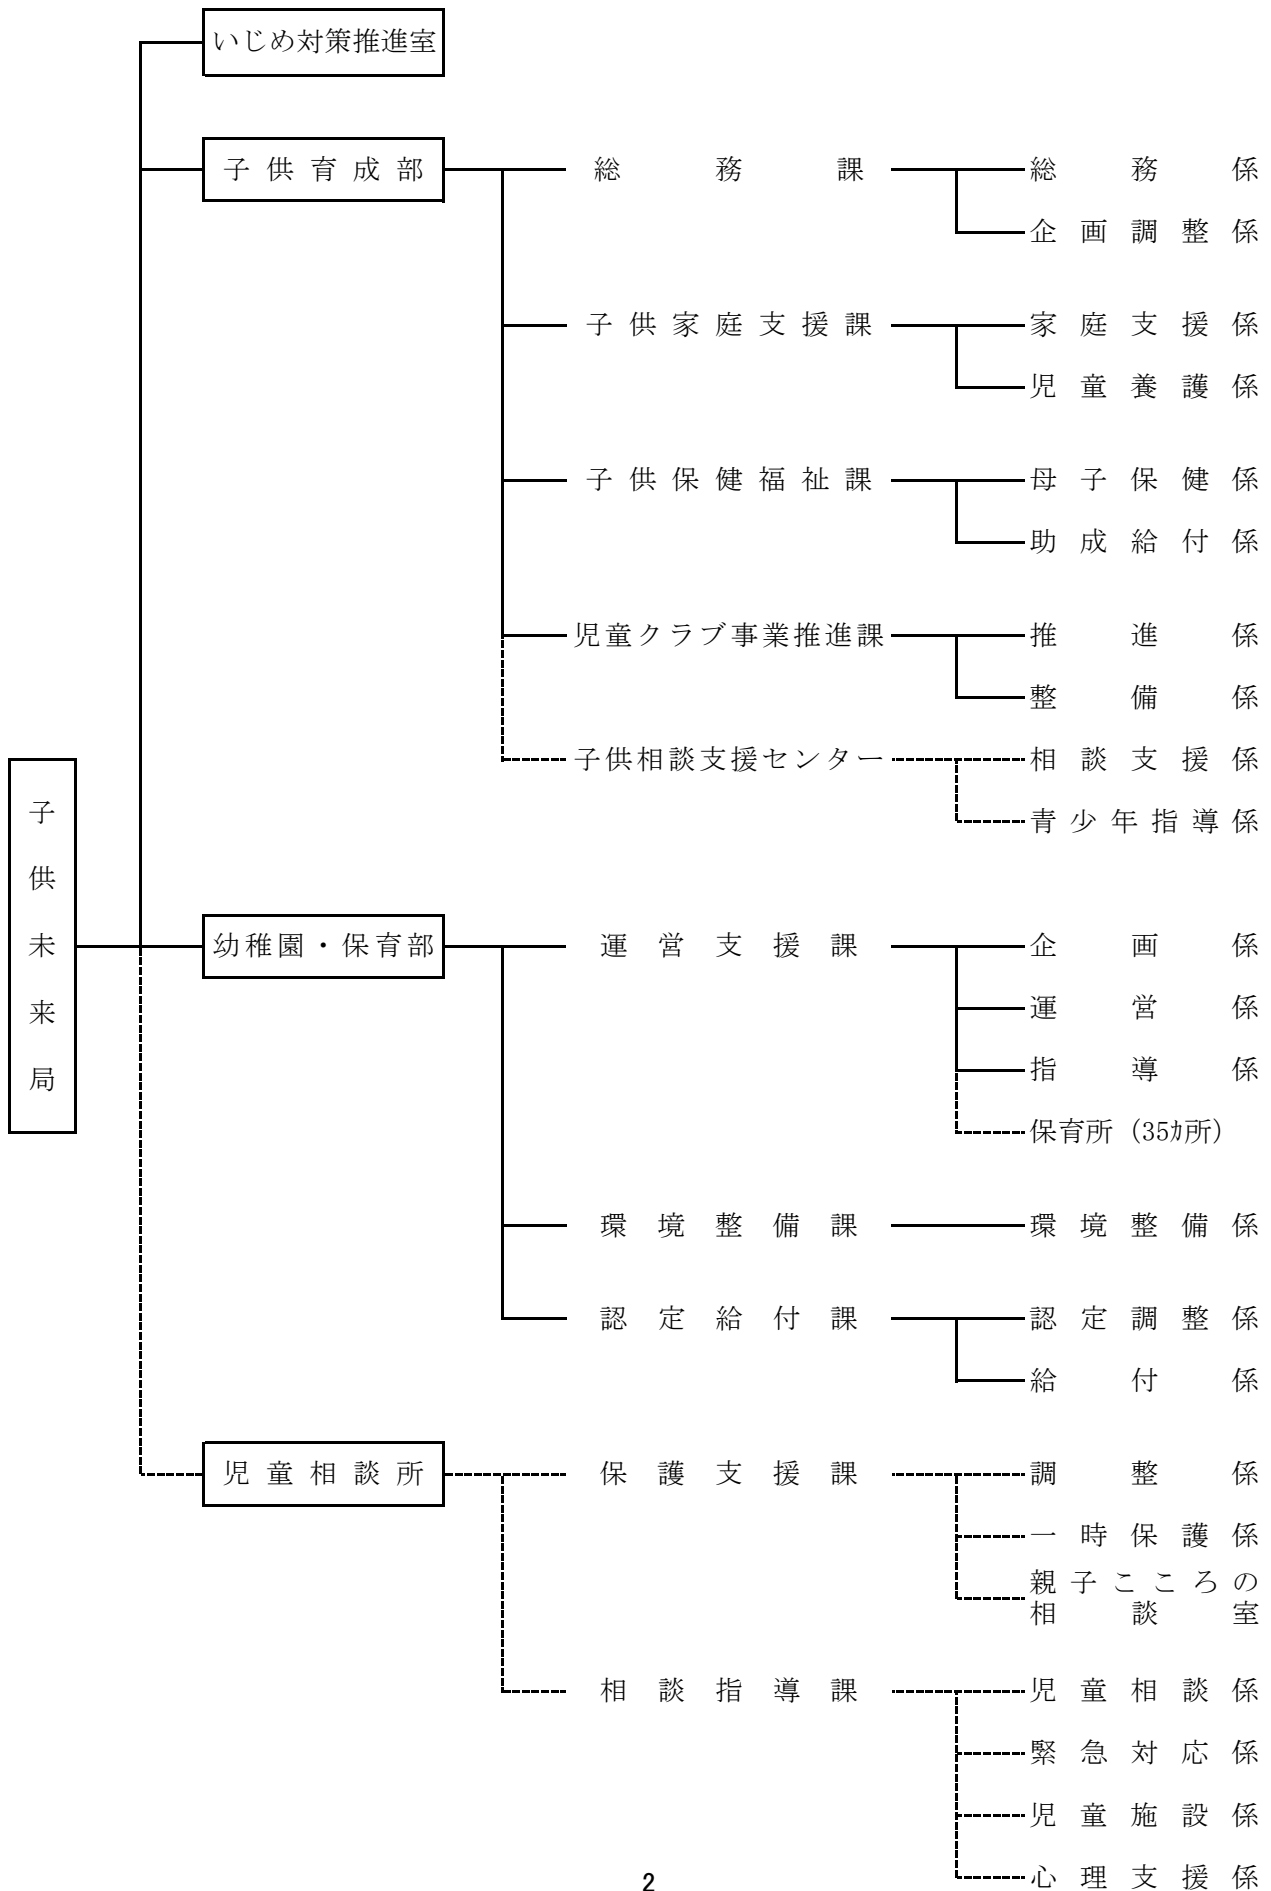 いじめ対策推進室
子供育成部 総務課 総務係
企画調整係
子供家庭支援課 家庭支援係
児童養護係
子供保健福祉課 母子保健係
助成給付係
児童クラブ事業推進課 推進係
整備係
子供相談支援センター 相談支援係
青少年指導係
子供未来局
幼稚園・保育部 運営支援課 企画係
運営係
指導係
保育所（35ｶ所）
環境整備課 環境整備係
認定給付課 認定調整係
給付係
児童相談所 保護支援課 調整係
一時保護係
親子こころの
相談室
相談指導課 児童相談係
緊急対応係
児童施設係
心理支援係
2